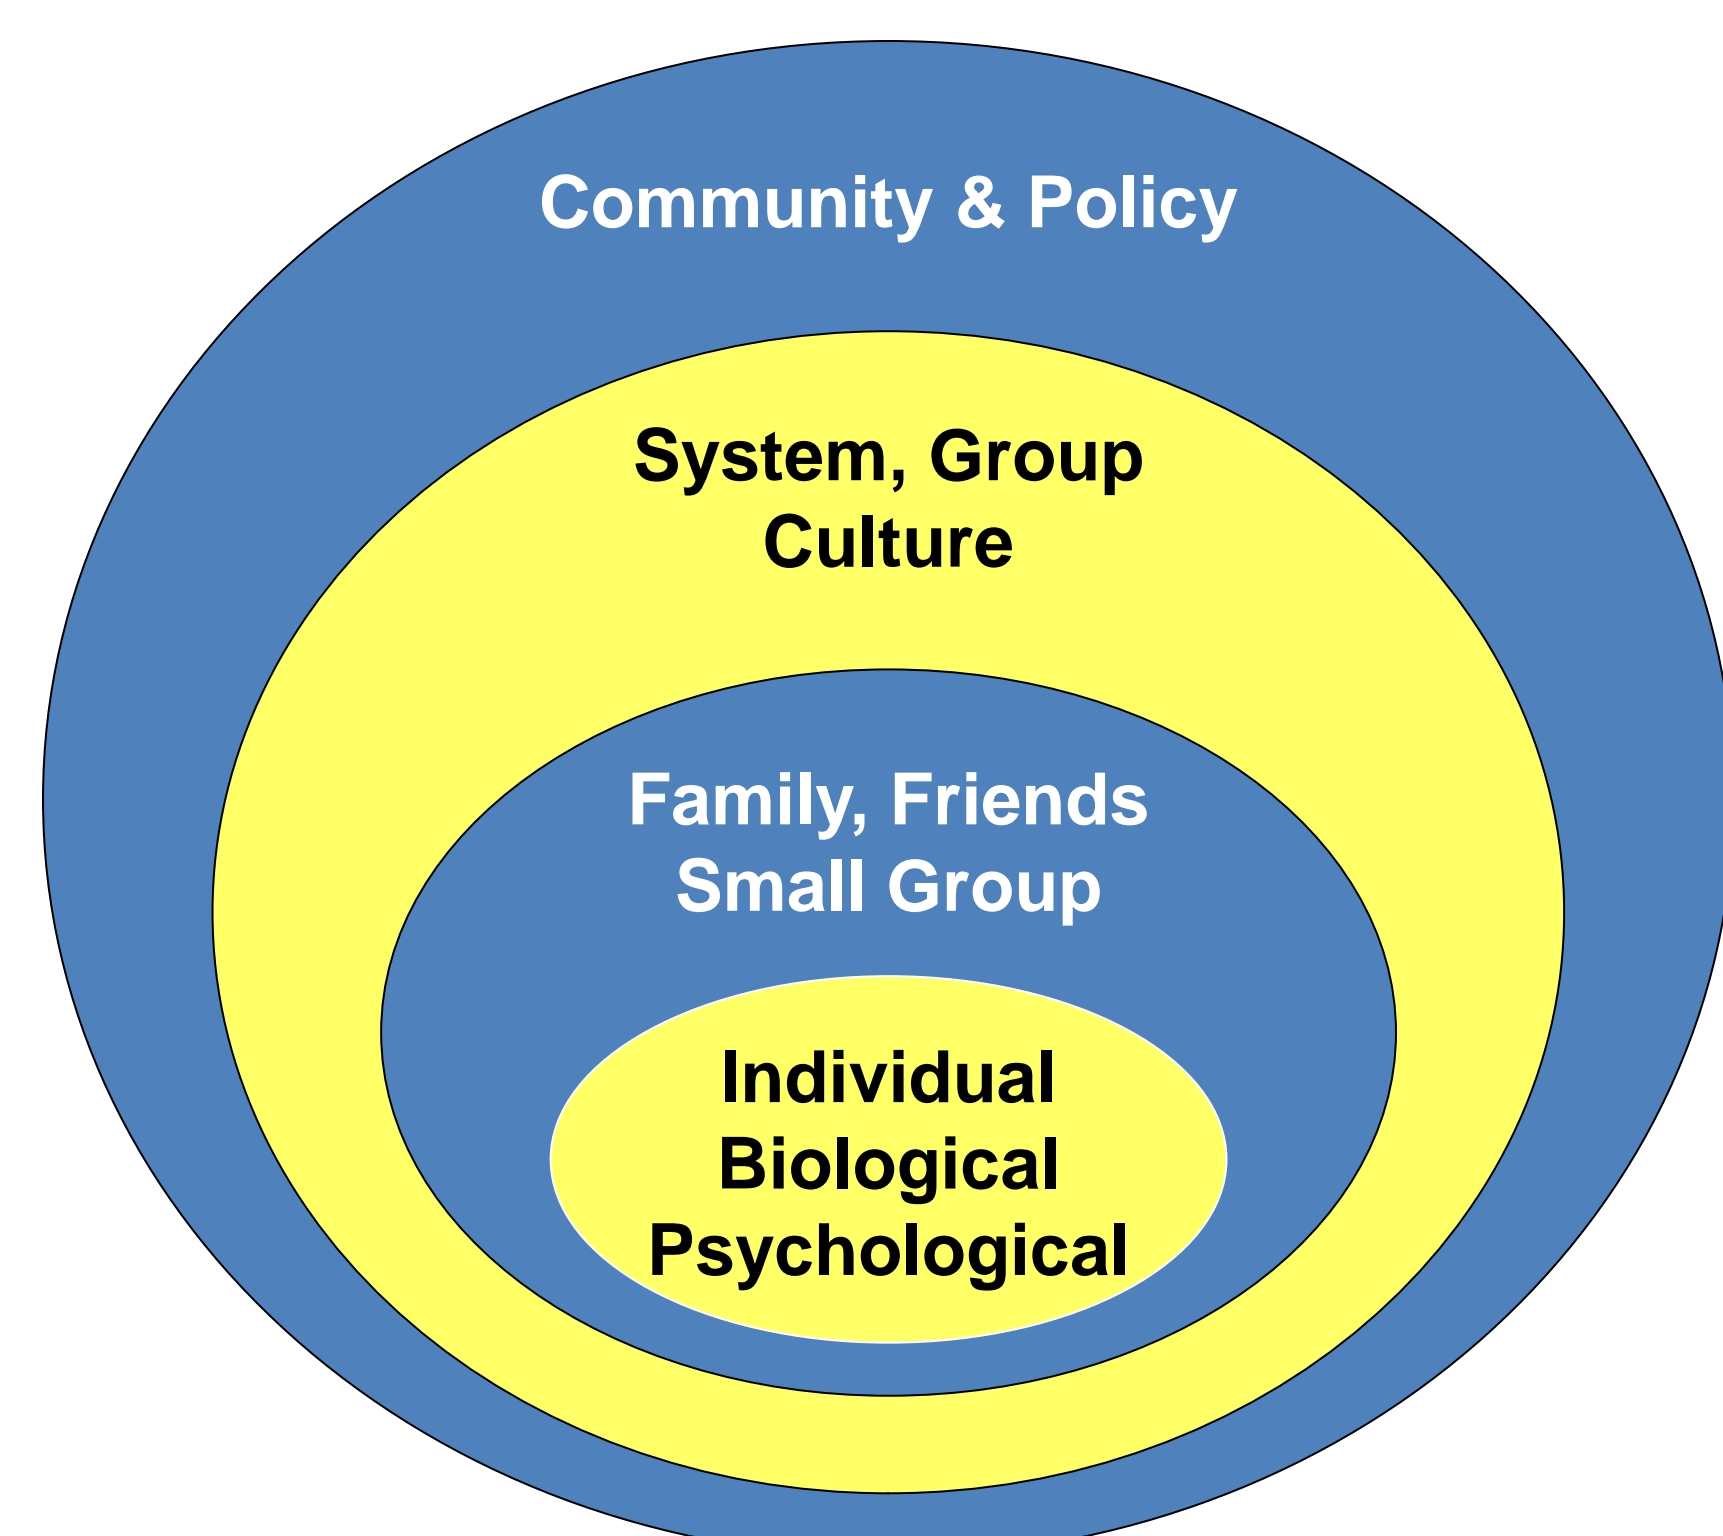 Community & Policy
System, Group
Culture
Family, Friends
Small Group
Individual
Biological
Psychological